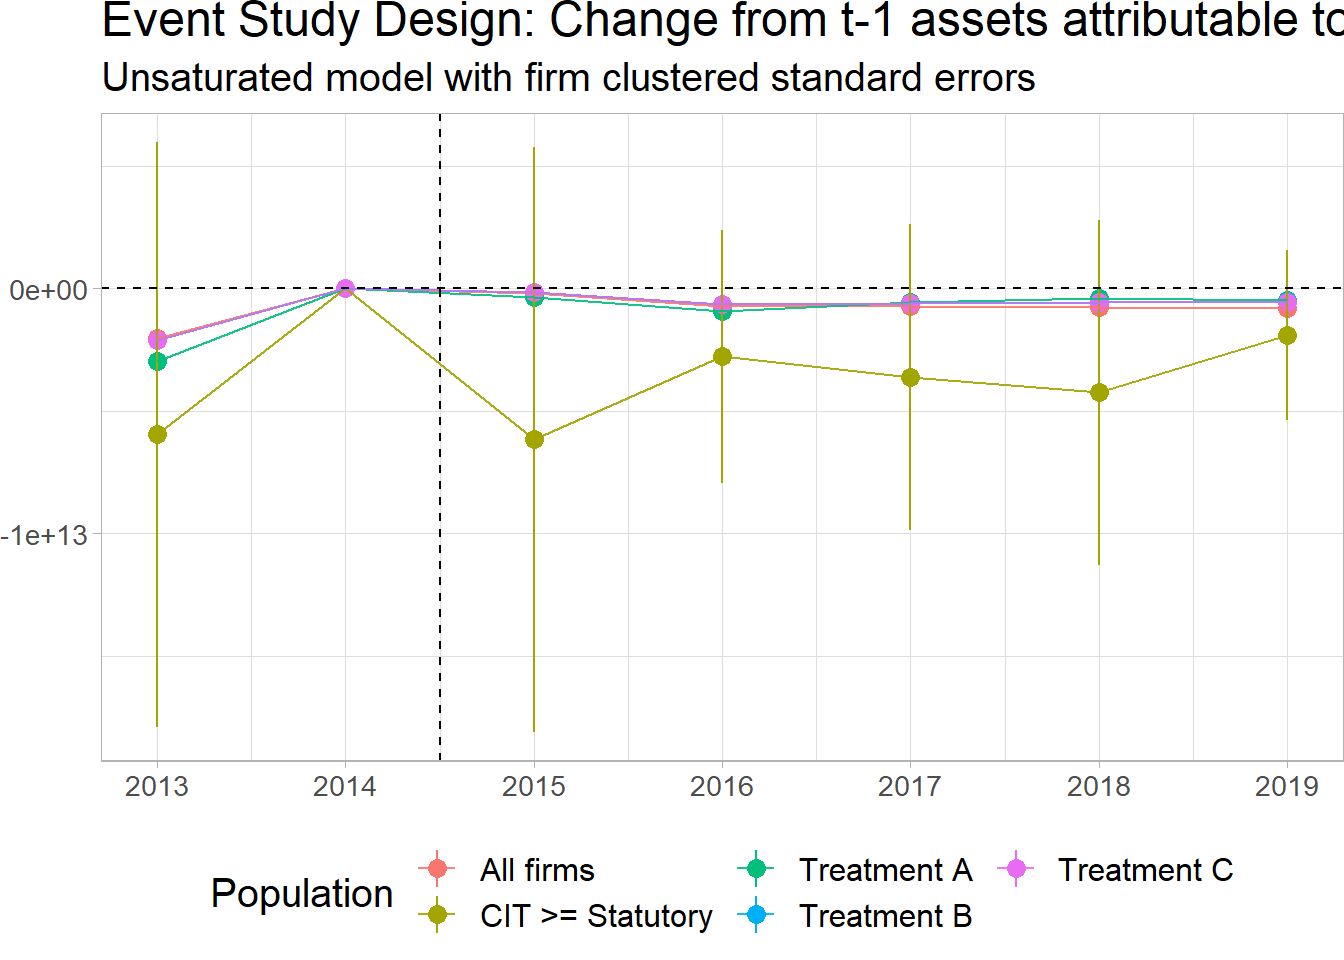 Event Study Design: Change from t-1 assets attributable to
Unsaturated model with firm clustered standard errors
0e+00
-1e+13
2013 2014 2015 2016 2017 2018 2019
Population
All firms Treatment A Treatment C
CIT >= Statutory Treatment B